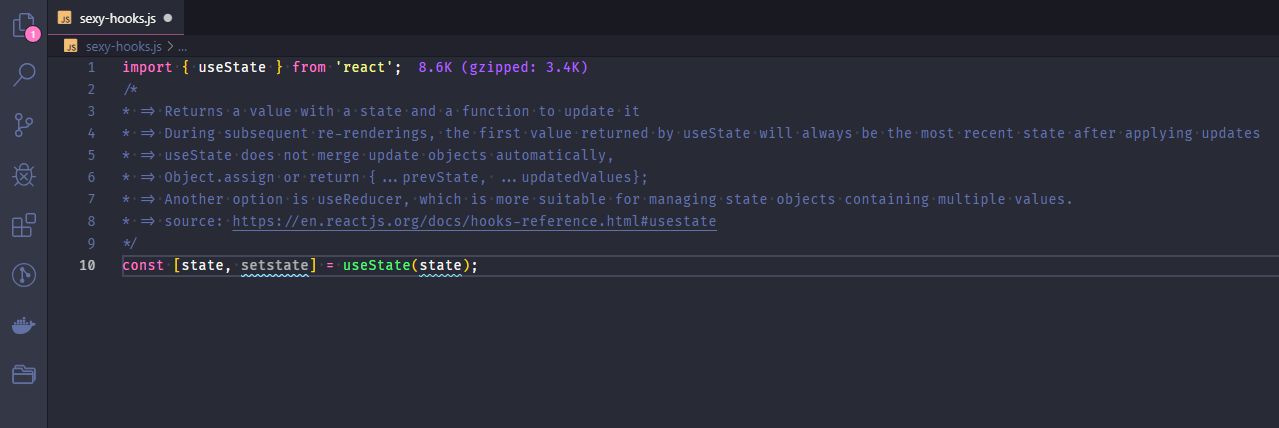 sexy-hooks.js
1
JS sexy-hooks.js > ...
1 import { useState } from 'react'; 8.6K (gzipped: 3.4K)
2 /*
3 * => Returns a value with a state and a function to update it
4 * => During subsequent re-renderings, the first value returned by useState will always be the most recent state after applying updates
5 * => useState does not merge update objects automatically,
6 * => Object.assign or return {...prevState, ...updatedValues};
7 * => Another option is useReducer, which is more suitable for managing state objects containing multiple values.
8 * => source: https://en.reactjs.org/docs/hooks-reference.html#usestate
9 */
10 const [state, setstate] = useState(state);